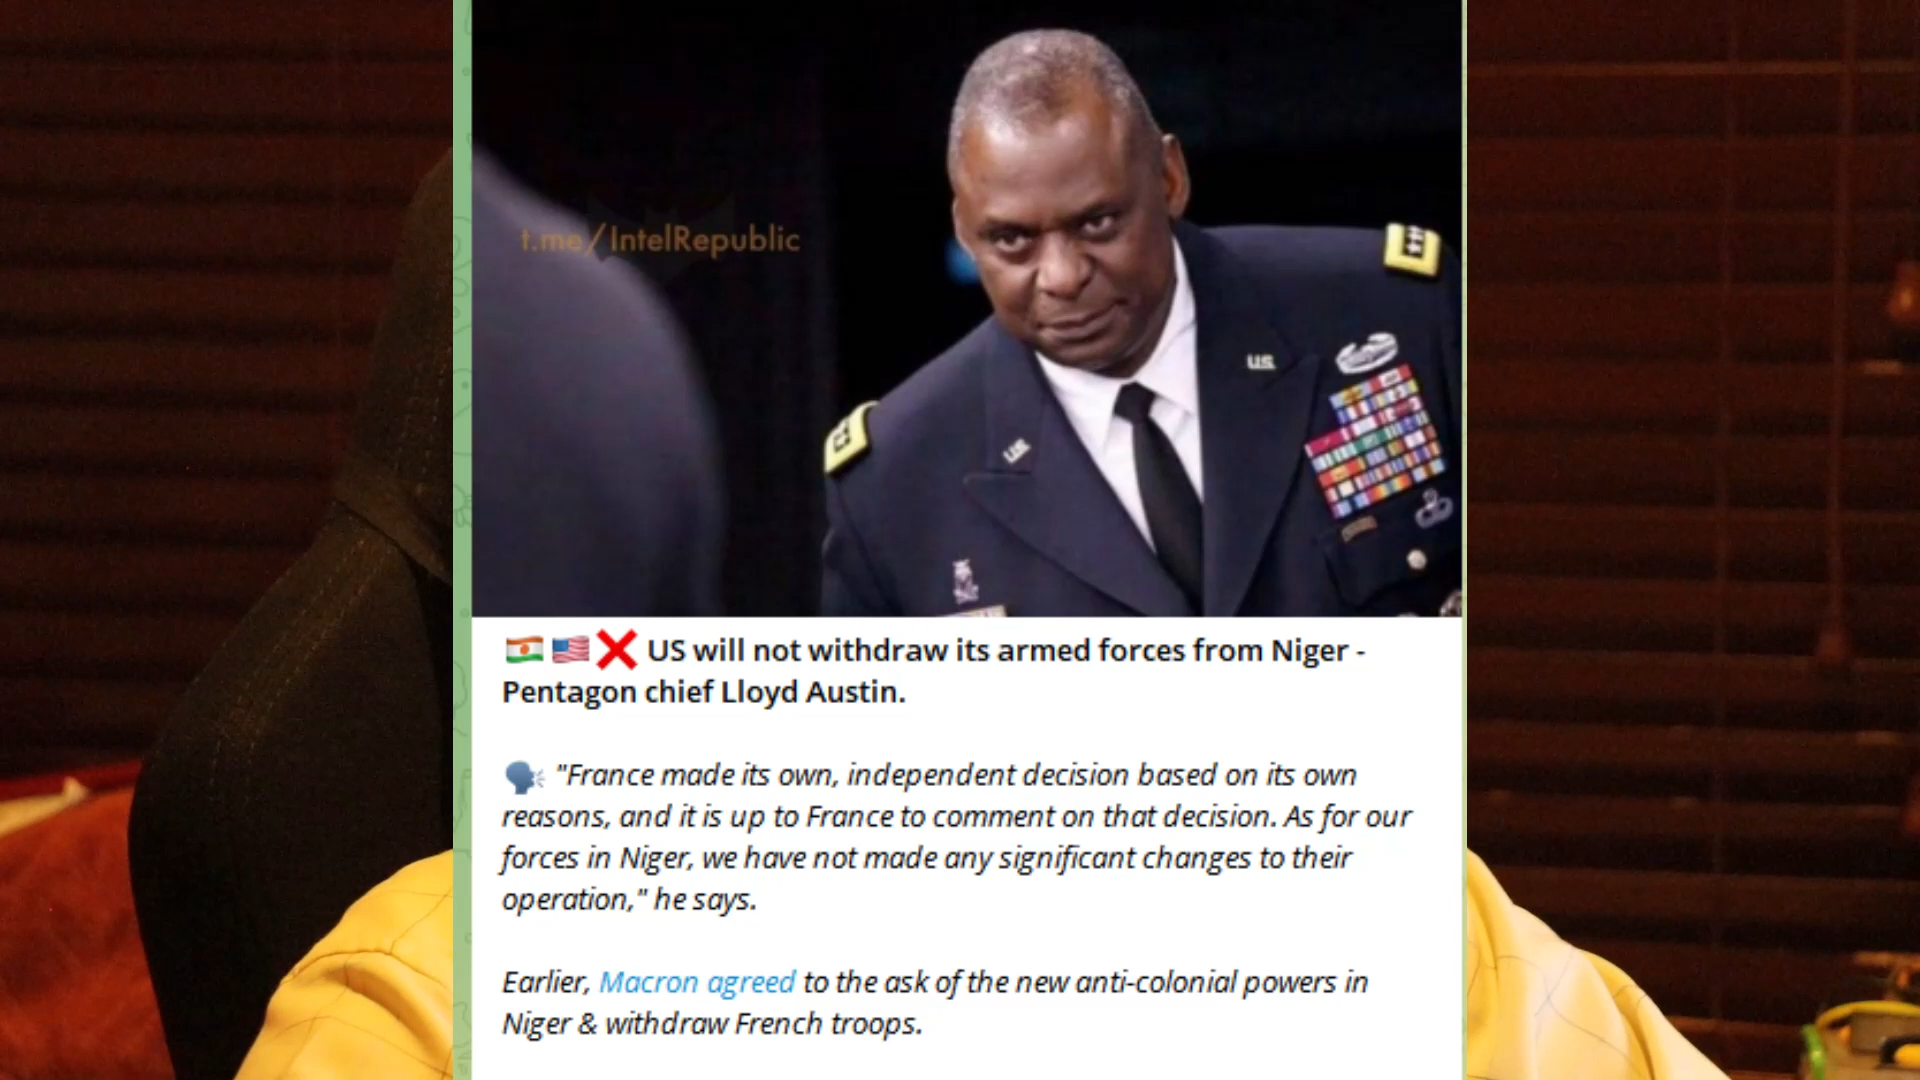 t.me/IntelRepublic
U.S.
U.S.
🇳🇪🇺🇸❌ US will not withdraw its armed forces from Niger -
Pentagon chief Lloyd Austin.
🗣 "France made its own, independent decision based on its own
reasons, and it is up to France to comment on that decision. As for our
forces in Niger, we have not made any significant changes to their
operation," he says.
Earlier, Macron agreed to the ask of the new anti-colonial powers in
Niger & withdraw French troops.